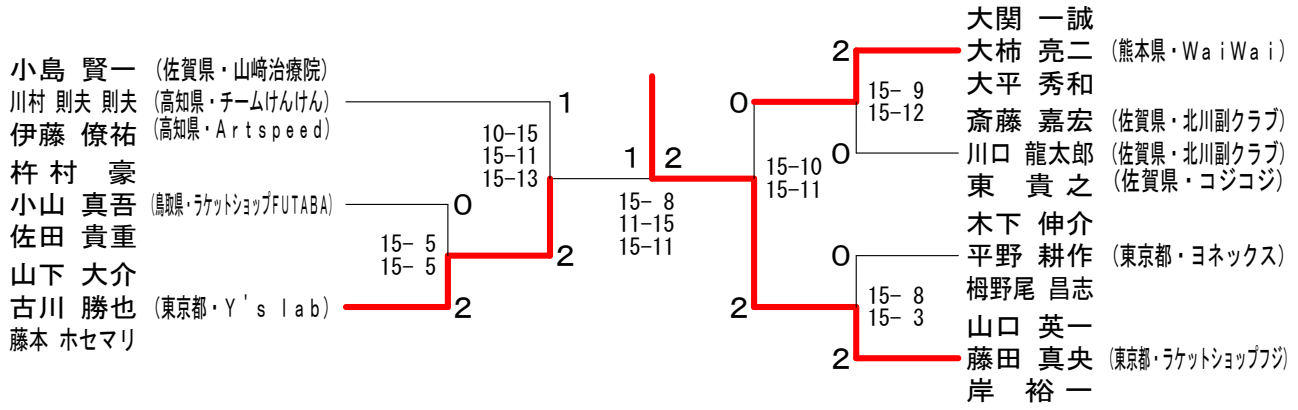 小島 賢一 (佐賀県・山﨑治療院)
川村 則夫 則夫 (高知県・チームけんけん)
伊藤 僚祐 (高知県・Artspeed)
杵村 豪
小山 真吾 (鳥取県・ラケットショップFUTABA)
佐田 貴重
山下 大介
古川 勝也 (東京都・Y's lab)
藤本 ホセマリ
1
10-15
15-11
15-13
0
15- 5
15- 5
2
2
1 2
15- 8
11-15
15-11
0
15-10
15-11
2
2
15- 9
15-12
0
0
15- 8
15- 3
2
大関 一誠
大柿 亮二 (熊本県・WaiWai)
大平 秀和
斎藤 嘉宏 (佐賀県・北川副クラブ)
川口 龍太郎 (佐賀県・北川副クラブ)
東 貴之 (佐賀県・コジコジ)
木下 伸介
平野 耕作 (東京都・ヨネックス)
栂野尾 昌志
山口 英一
藤田 真央 (東京都・ラケットショップフジ)
岸 裕一